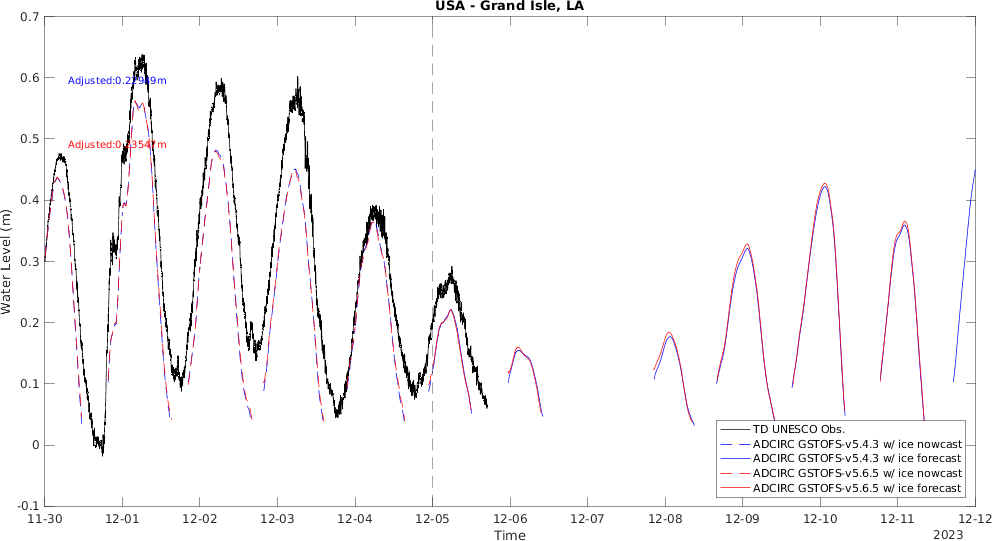 USA - Grand Isle, LA
0.7
0.6
0.5
0.4
0.3
0.2
0.1
0
-0.1
Water Level (m)
Adjusted:0.22989m
TD UNESCO Obs.
ADCIRC GSTOFS-v5.4.3 w/ ice nowcast
ADCIRC GSTOFS-v5.4.3 w/ ice forecast
ADCIRC GSTOFS-v5.6.5 w/ ice nowcast
ADCIRC GSTOFS-v5.6.5 w/ ice forecast
11-30 12-01 12-02 12-03 12-04 12-05 12-06 12-07 12-08 12-09 12-10 12-11 12-12
Time
2023